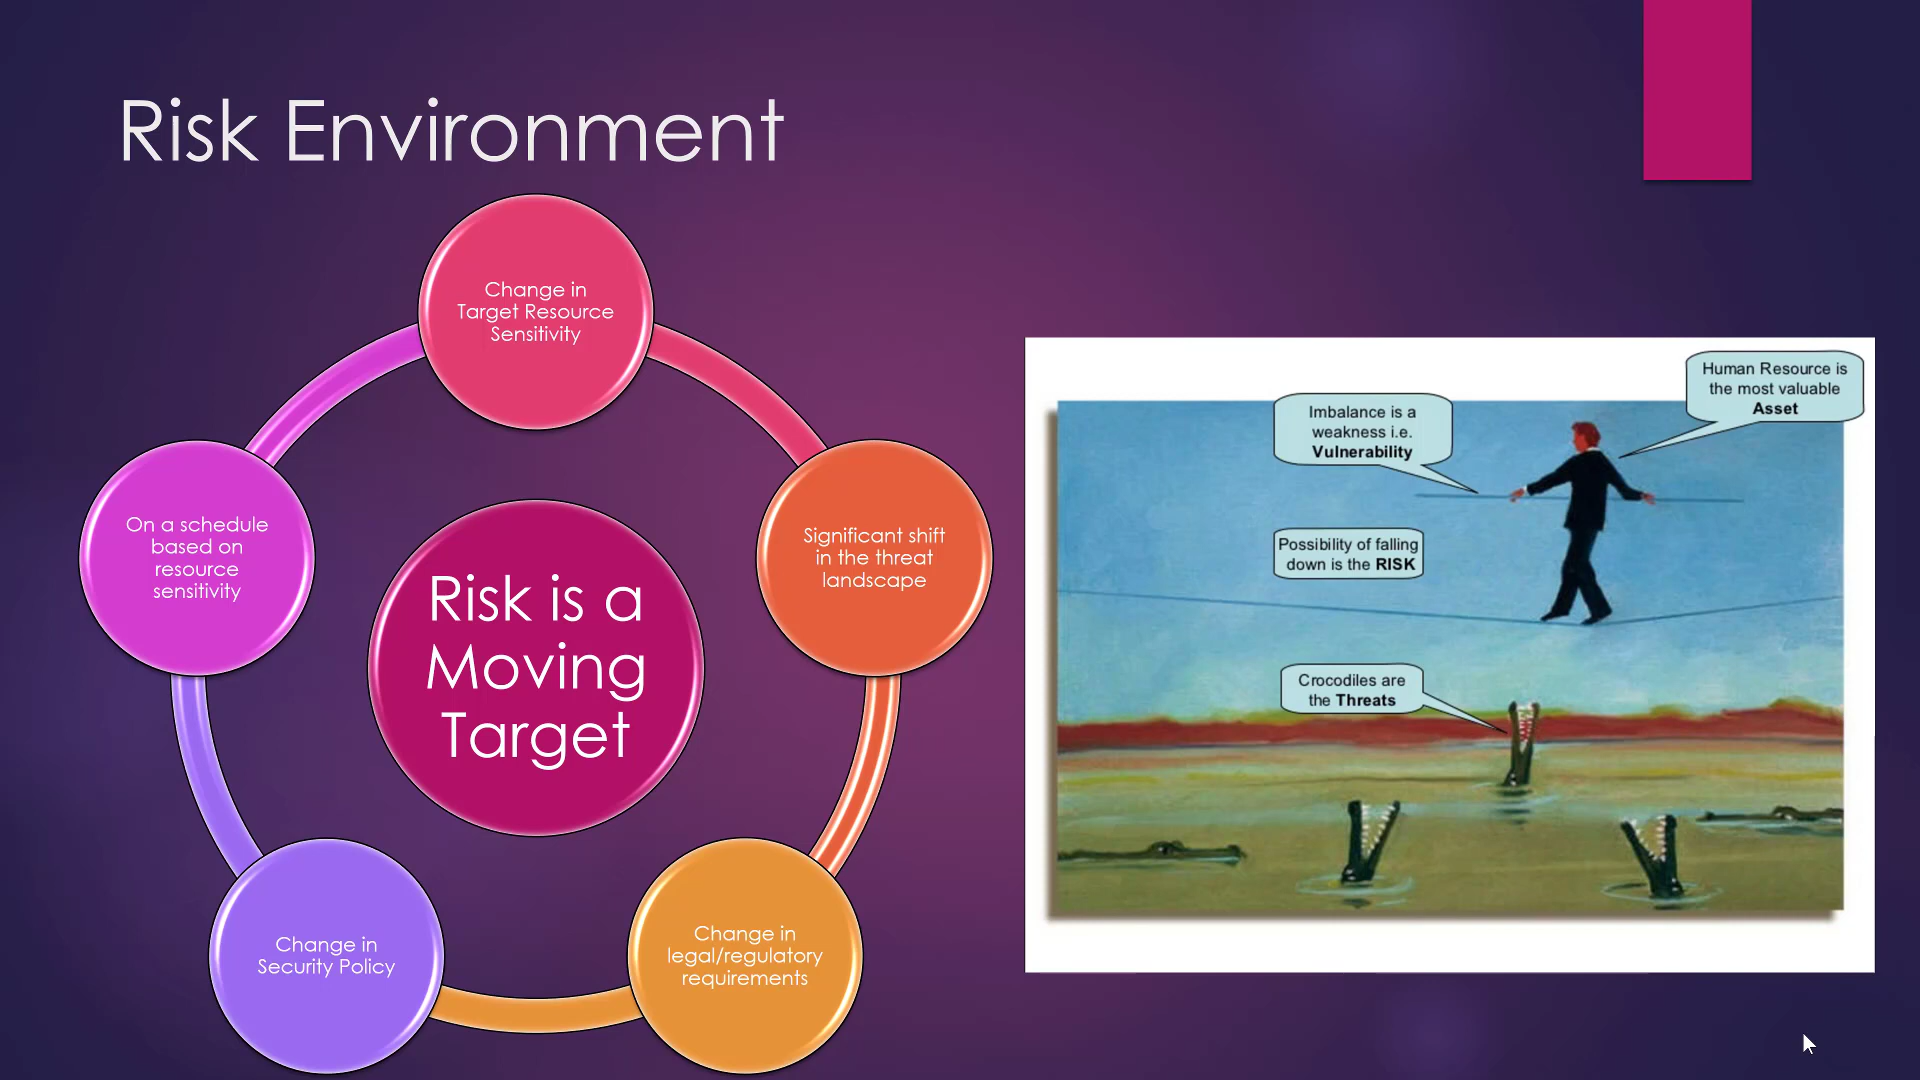 Risk Environment
Change in
Target Resource
Sensitivity
Significant shift
in the threat
landscape
Change in
legal/regulatory
requirements
Change in
Security Policy
On a schedule
based on
resource
sensitivity
Risk is a
Moving
Target
Human Resource is
the most valuable
Asset
Imbalance is a
weakness i.e.
Vulnerability
Possibility of falling
down is the RISK
Crocodiles are
the Threats